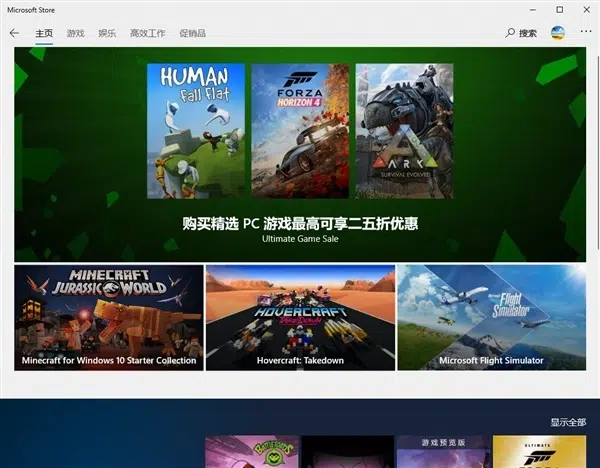 Microsoft Store
主页 游戏 娱乐 高效工作 促销品 搜索
HUMAN
fall flat
FORZA
HORIZON 4
ARK
SURVIVAL EVOLVED
购买精选 PC 游戏最高可享二五折优惠
Ultimate Game Sale
MINECRAFT
JURASSIC WORLD
Minecraft for Windows 10 Starter Collection
HOVERCRAFT
TAKEDOWN
Hovercraft: Takedown
Microsoft
Flight
Simulator
Microsoft Flight Simulator
显示全部
BATTLETOADS
游戏预览版
ULTIMATE